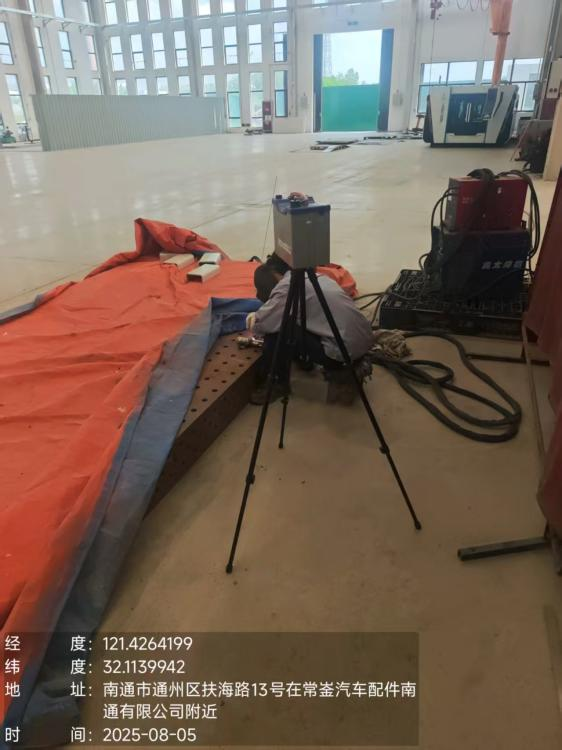 经 度：121.4264199
纬 度：32.1139942
地 址：南通市通州区扶海路13号在常崟汽车配件南
通有限公司附近
时 间：2025-08-05